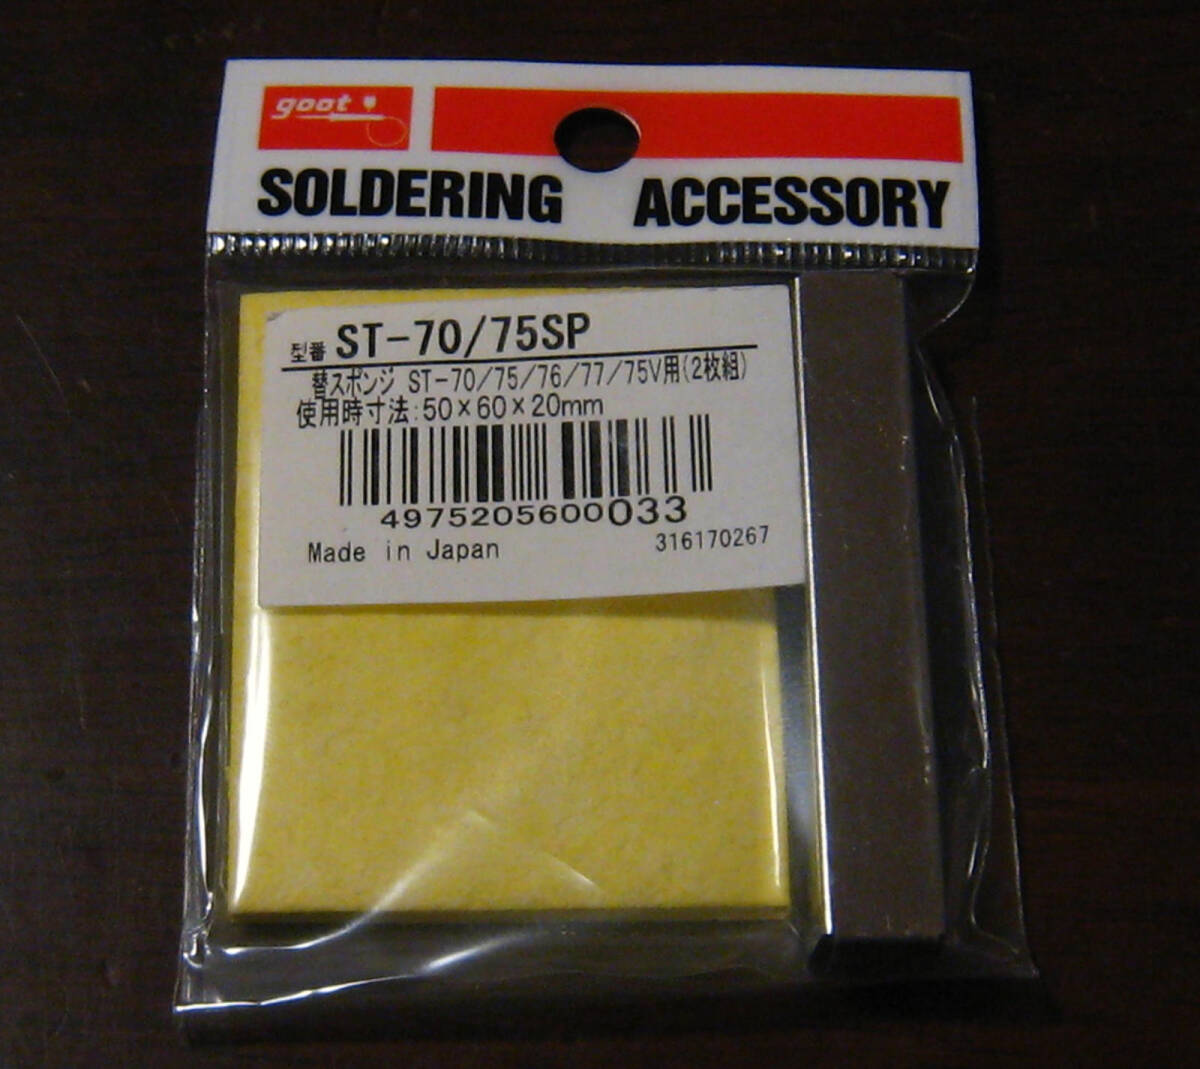 goot
SOLDERING ACCESSORY
型番 ST-70/75SP
替スポンジ ST-70/75/76/77/75V用(2枚組)
使用時寸法:50×60×20mm
4975205600033
Made in Japan 316170267